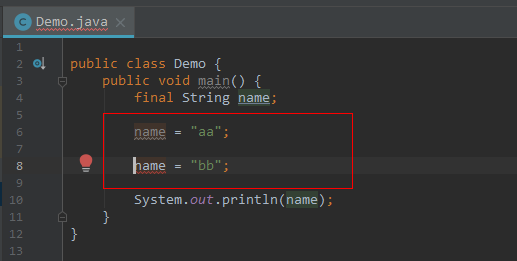 Demo.java
1
2 public class Demo {
3 public void main() {
4 final String name;
5
6 name = "aa";
7
8 name = "bb";
9
10 System.out.println(name);
11 }
12 }
13